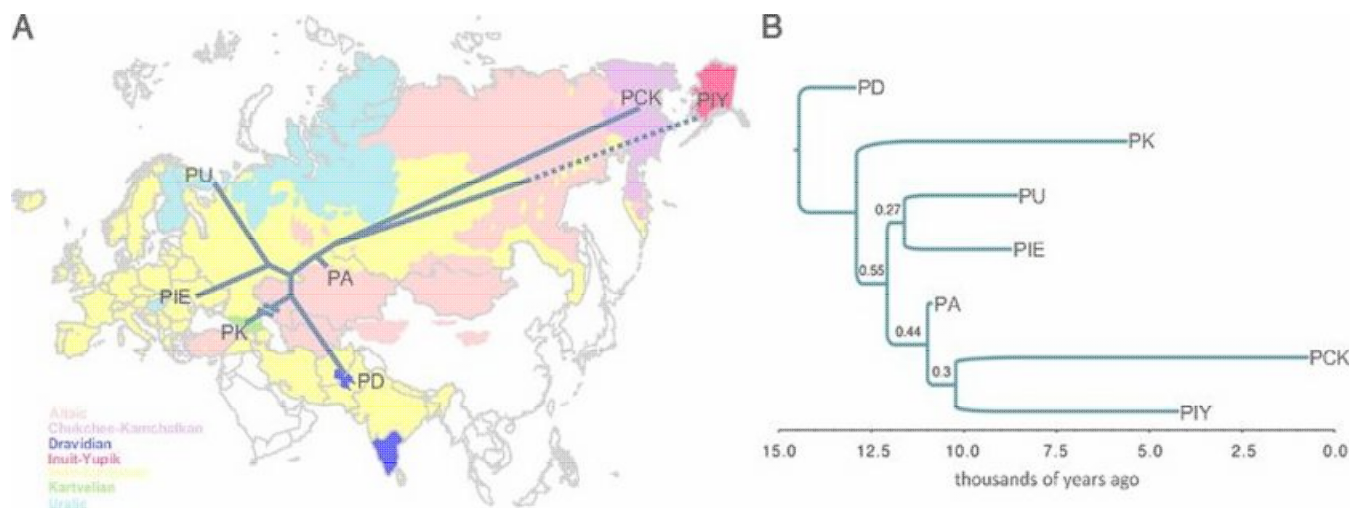 A
PCK
PIY
PU
PA
PIE
PK
PD
Altaic
Chukchee-Kamchatkan
Dravidian
Inuit-Yupik
Kartvelian
Uralic
B
PD
PK
PU
0.27
PIE
0.55
PA
0.44
PCK
0.3
PIY
15.0 12.5 10.0 7.5 5.0 2.5 0.0
thousands of years ago